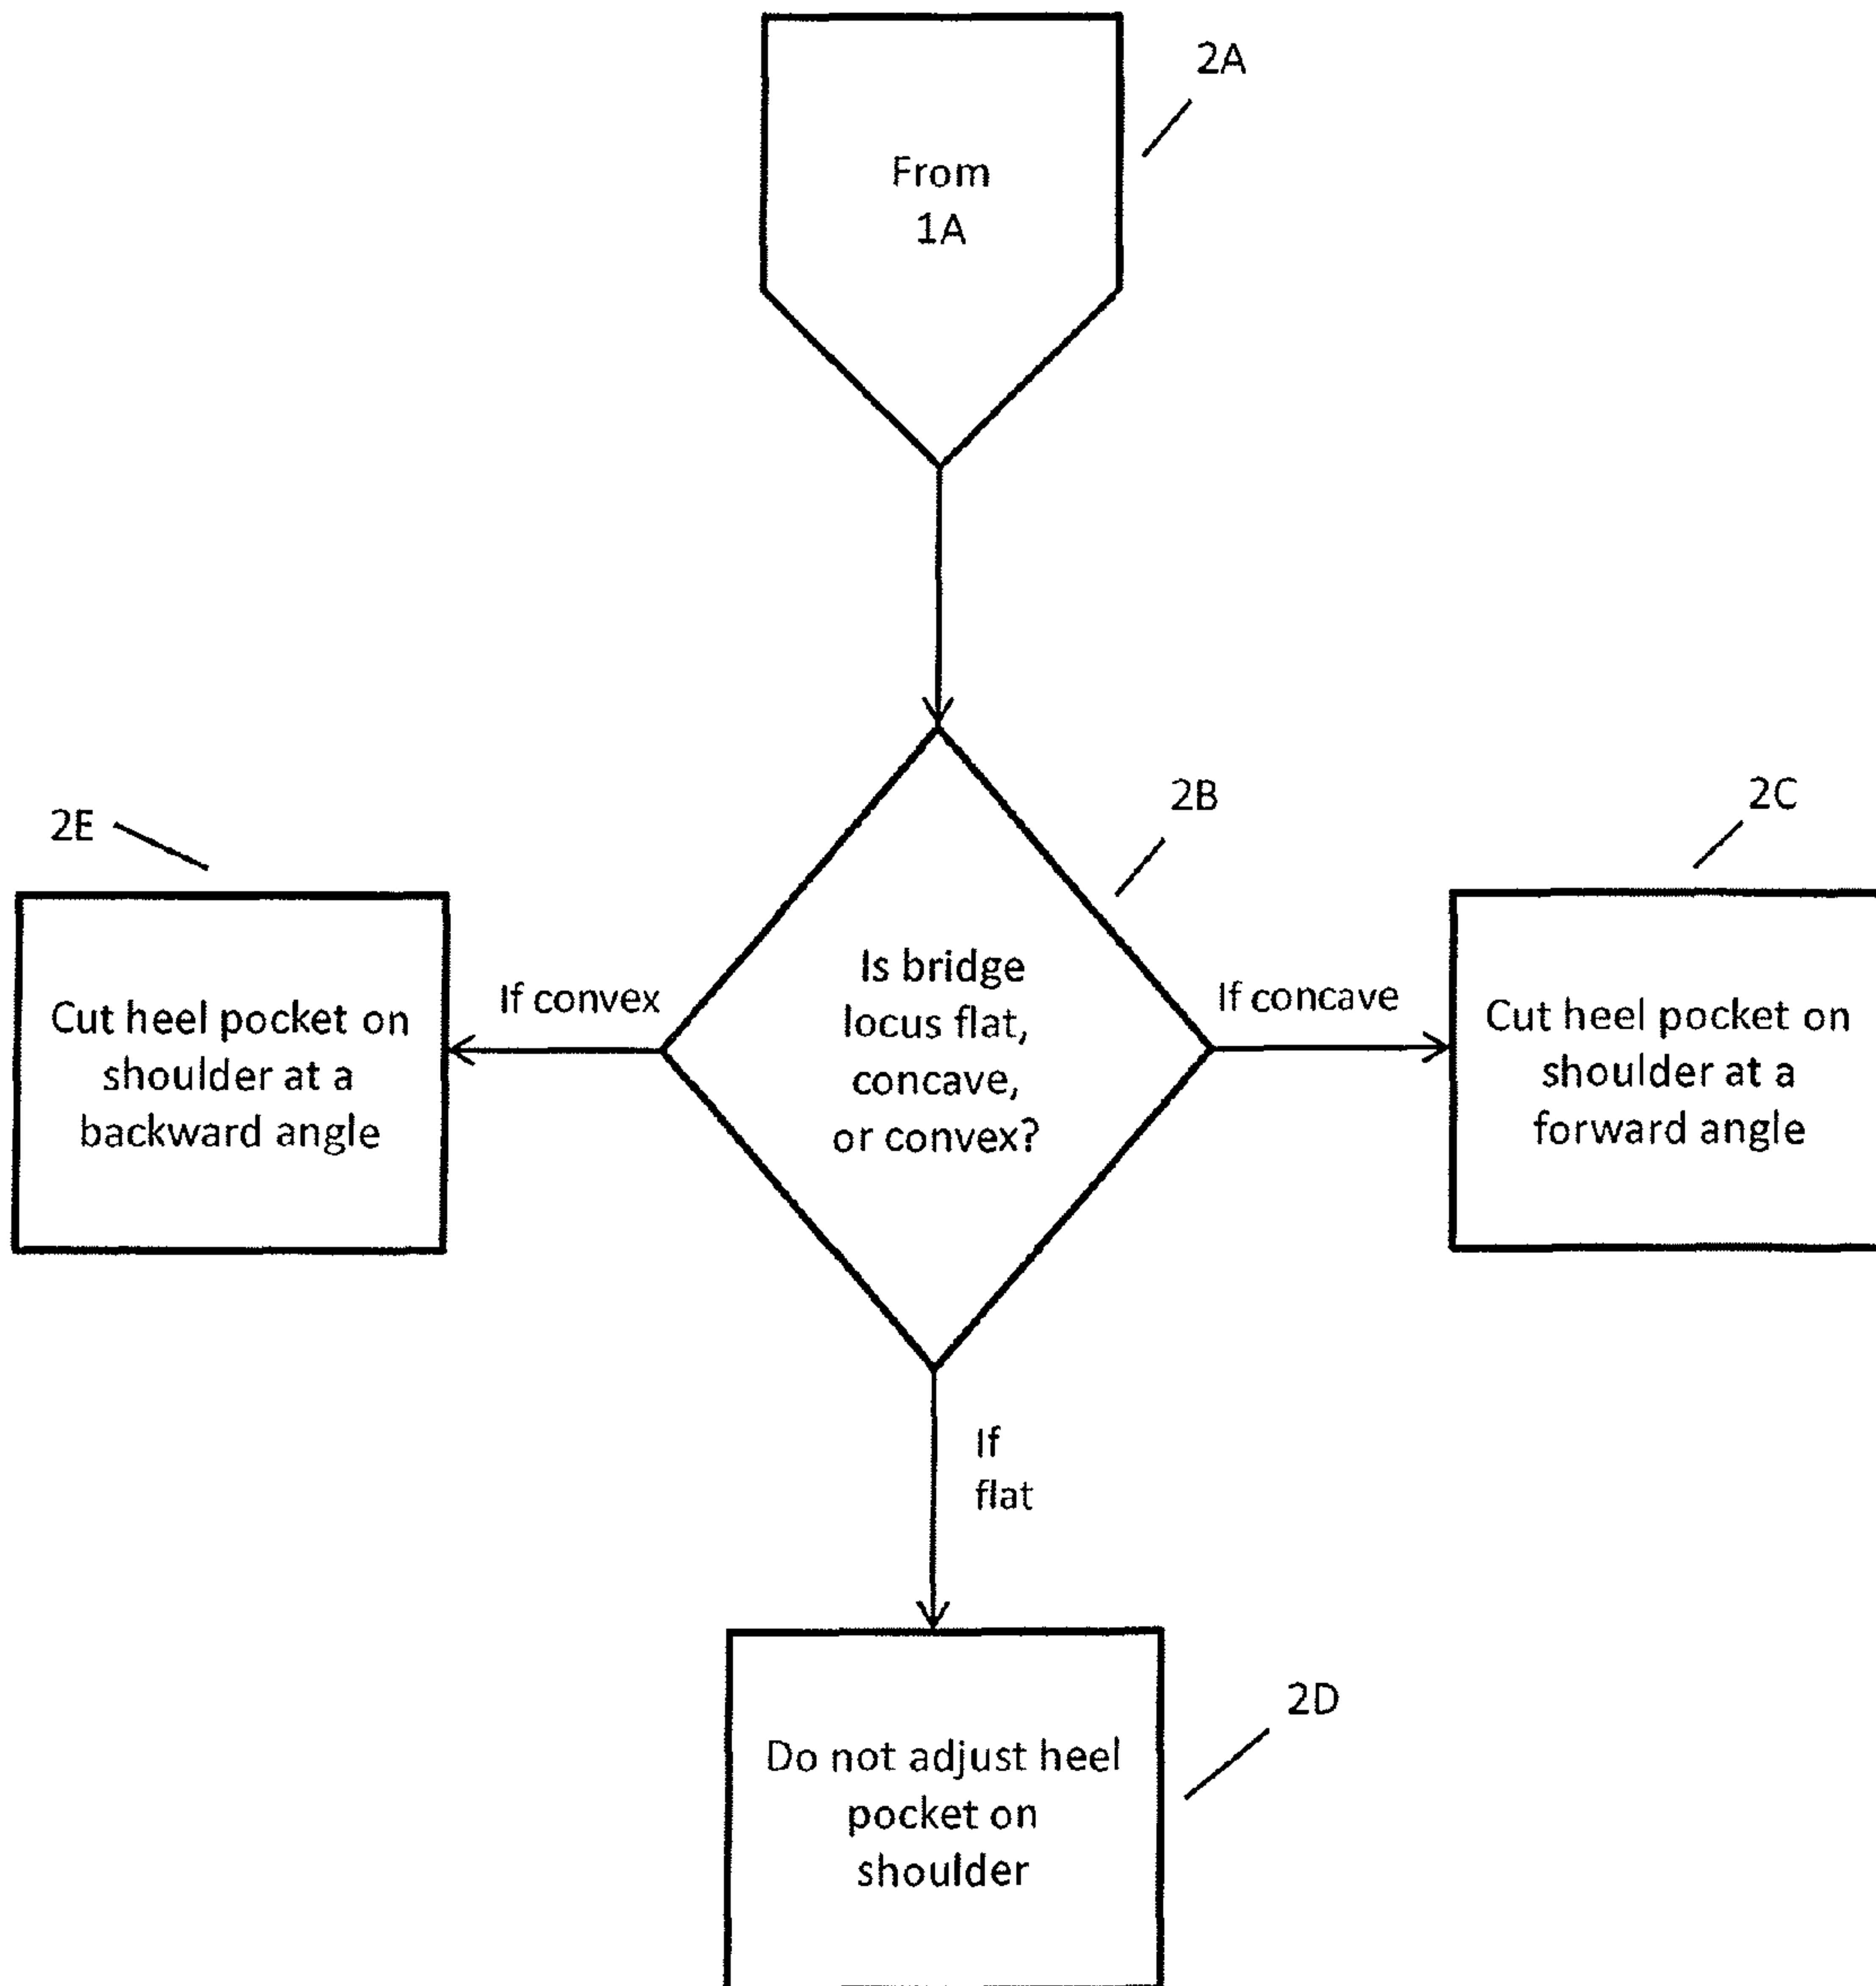 2A
From
1A
2B
2C
2E
Is bridge
locus flat,
concave,
or convex?
If convex
If concave
Cut heel pocket on
shoulder at a
backward angle
Cut heel pocket on
shoulder at a
forward angle
If
flat
2D
Do not adjust heel
pocket on
shoulder